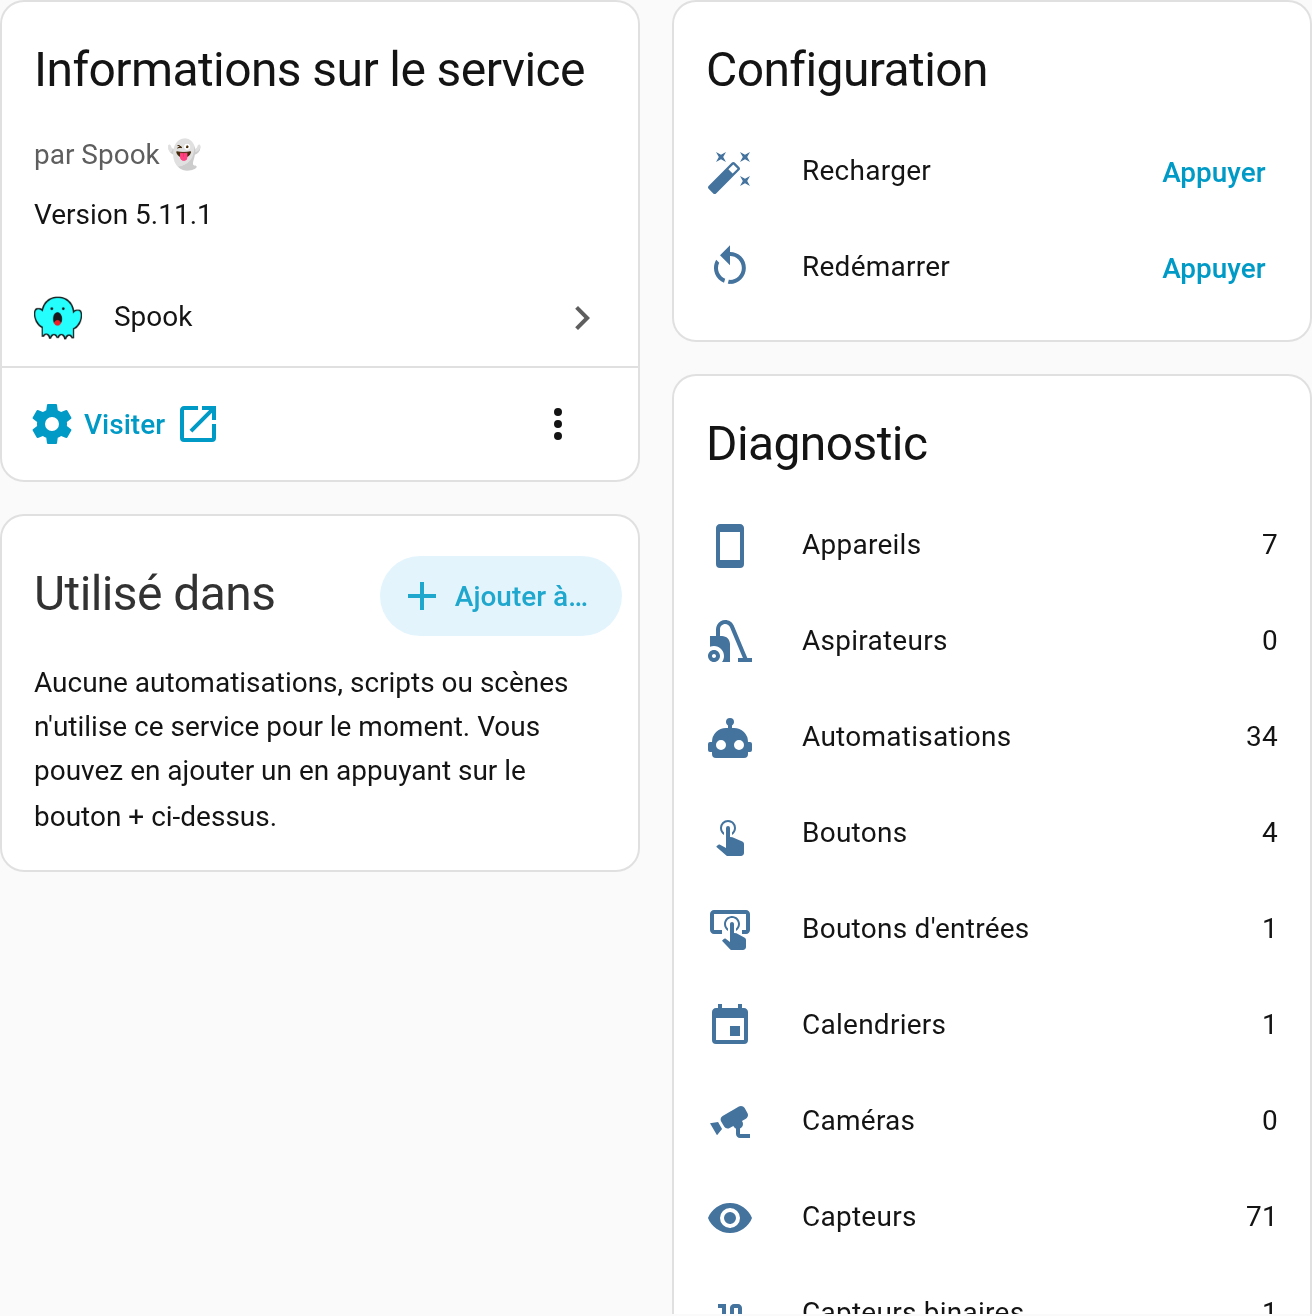 Informations sur le service
par Spook 👻
Version 5.11.1
Spook
Visiter
Utilisé dans
Ajouter à...
Aucune automatisations, scripts ou scènes
n'utilise ce service pour le moment. Vous
pouvez en ajouter un en appuyant sur le
bouton + ci-dessus.
Configuration
Recharger Appuyer
Redémarrer Appuyer
Diagnostic
Appareils 7
Aspirateurs 0
Automatisations 34
Boutons 4
Boutons d'entrées 1
Calendriers 1
Caméras 0
Capteurs 71
Capteurs binaires 1